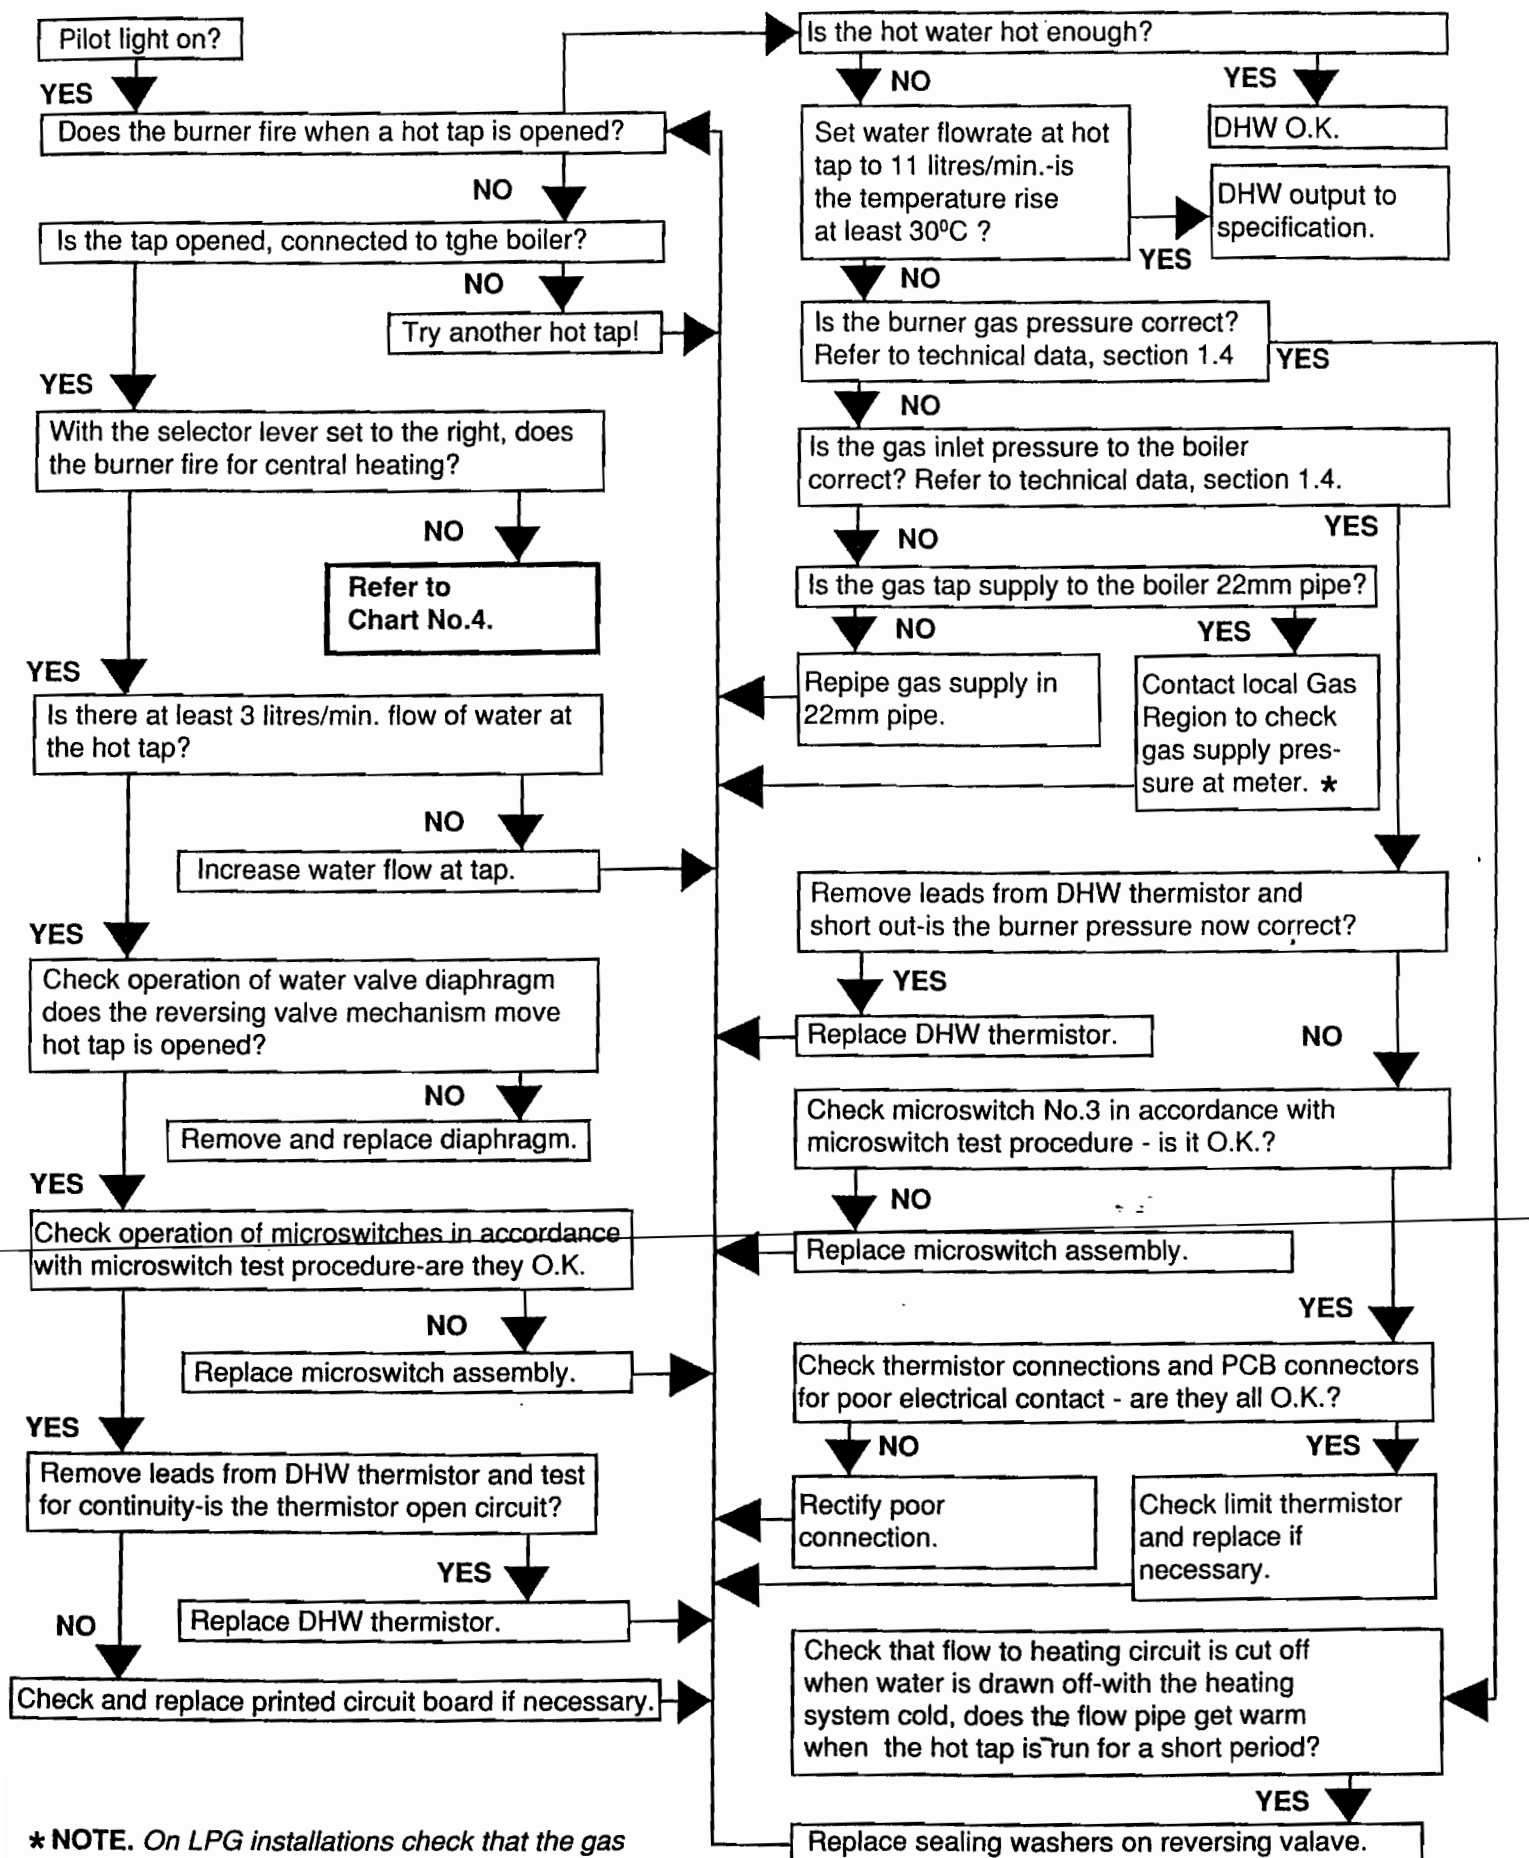 Pilot light on?
YES
Does the burner fire when a hot tap is opened?
NO
Is the tap opened, connected to tghe boiler?
NO
Try another hot tap!
YES
With the selector lever set to the right, does
the burner fire for central heating?
NO
Refer to
Chart No.4.
YES
Is there at least 3 litres/min. flow of water at
the hot tap?
NO
Increase water flow at tap.
YES
Check operation of water valve diaphragm
does the reversing valve mechanism move
hot tap is opened?
NO
Remove and replace diaphragm.
YES
Check operation of microswitches in accordance
with microswitch test procedure-are they O.K.
NO
Replace microswitch assembly.
YES
Remove leads from DHW thermistor and test
for continuity-is the thermistor open circuit?
YES
Replace DHW thermistor.
NO
Check and replace printed circuit board if necessary.
* NOTE. On LPG installations check that the gas
Is the hot water hot enough?
NO
YES
DHW O.K.
Set water flowrate at hot
tap to 11 litres/min.-is
the temperature rise
at least 30⁰C ?
YES
DHW output to
specification.
NO
Is the burner gas pressure correct?
Refer to technical data, section 1.4
YES
NO
Is the gas inlet pressure to the boiler
correct? Refer to technical data, section 1.4.
YES
NO
Is the gas tap supply to the boiler 22mm pipe?
NO
YES
Repipe gas supply in
22mm pipe.
Contact local Gas
Region to check
gas supply pres-
sure at meter. *
Remove leads from DHW thermistor and
short out-is the burner pressure now correct?
YES
Replace DHW thermistor.
NO
Check microswitch No.3 in accordance with
microswitch test procedure - is it O.K.?
NO
Replace microswitch assembly.
YES
Check thermistor connections and PCB connectors
for poor electrical contact - are they all O.K.?
NO
YES
Rectify poor
connection.
Check limit thermistor
and replace if
necessary.
Check that flow to heating circuit is cut off
when water is drawn off-with the heating
system cold, does the flow pipe get warm
when the hot tap is run for a short period?
YES
Replace sealing washers on reversing valave.